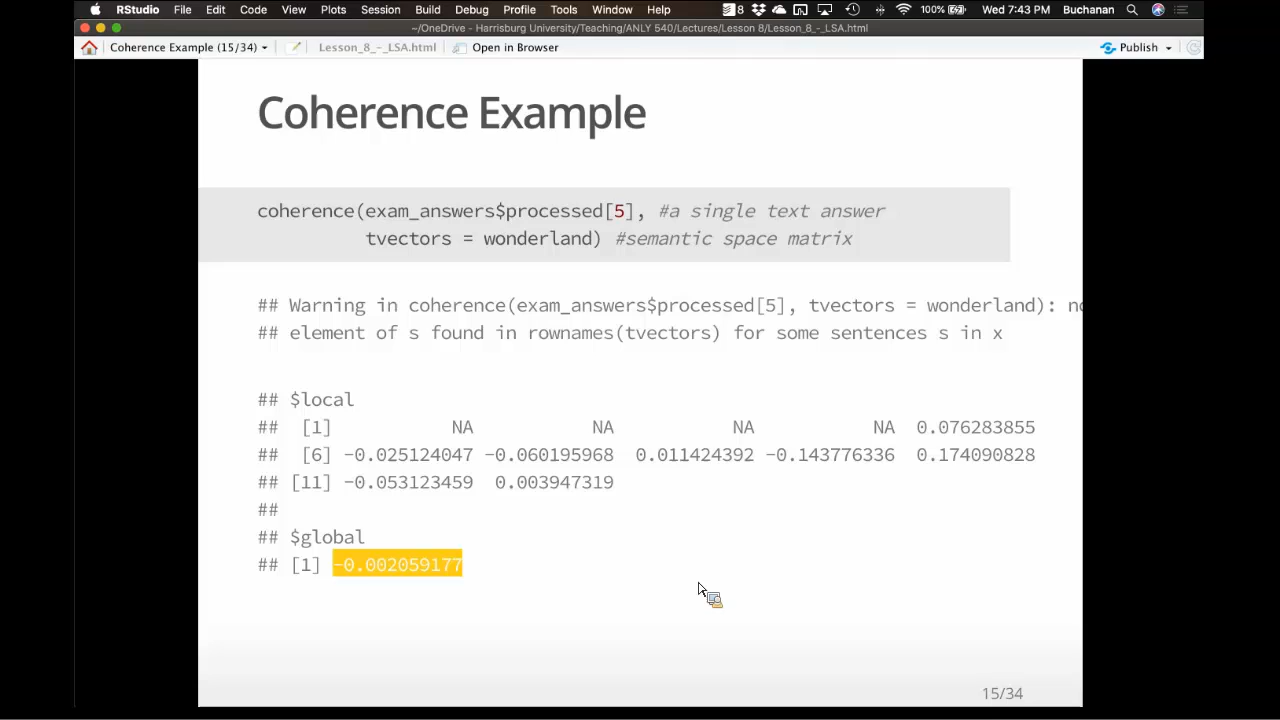 RStudio File Edit Code View Plots Session Build Debug Profile Tools Window Help 8 100% Wed 7:43 PM Buchanan
~/OneDrive - Harrisburg University/Teaching/ANLY 540/Lectures/Lesson 8/Lesson_8_-_LSA.html
Coherence Example (15/34) Lesson_8_-_LSA.html Open in Browser Publish
Coherence Example
coherence(exam_answers$processed[5], #a single text answer
tvectors = wonderland) #semantic space matrix
## Warning in coherence(exam_answers$processed[5], tvectors = wonderland): no
## element of s found in rownames(tvectors) for some sentences s in x
## $local
## [1] NA NA NA NA 0.076283855
## [6] -0.025124047 -0.060195968 0.011424392 -0.143776336 0.174090828
## [11] -0.053123459 0.003947319
##
## $global
## [1] -0.002059177
15/34